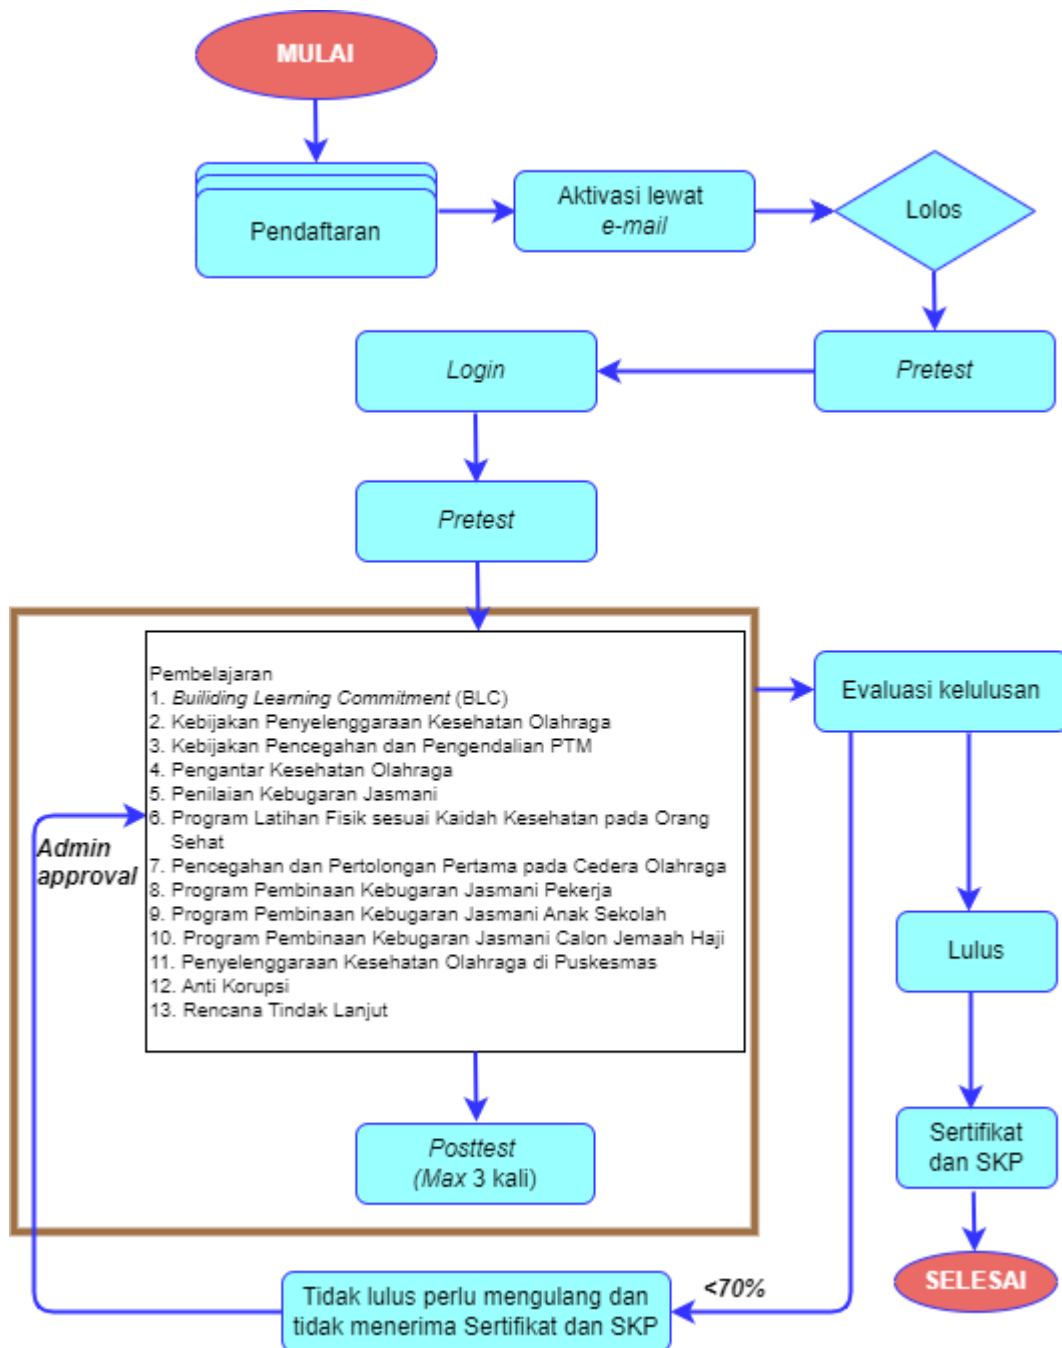 MULAI
Pendaftaran
Aktivasi lewat
e-mail
Lolos
Pretest
Login
Pretest
Pembelajaran
1. Builiding Learning Commitment (BLC)
2. Kebijakan Penyelenggaraan Kesehatan Olahraga
3. Kebijakan Pencegahan dan Pengendalian PTM
4. Pengantar Kesehatan Olahraga
5. Penilaian Kebugaran Jasmani
6. Program Latihan Fisik sesuai Kaidah Kesehatan pada Orang
Sehat
7. Pencegahan dan Pertolongan Pertama pada Cedera Olahraga
8. Program Pembinaan Kebugaran Jasmani Pekerja
9. Program Pembinaan Kebugaran Jasmani Anak Sekolah
10. Program Pembinaan Kebugaran Jasmani Calon Jemaah Haji
11. Penyelenggaraan Kesehatan Olahraga di Puskesmas
12. Anti Korupsi
13. Rencana Tindak Lanjut
Admin
approval
Posttest
(Max 3 kali)
Evaluasi kelulusan
Lulus
Sertifikat
dan SKP
SELESAI
<70%
Tidak lulus perlu mengulang dan
tidak menerima Sertifikat dan SKP